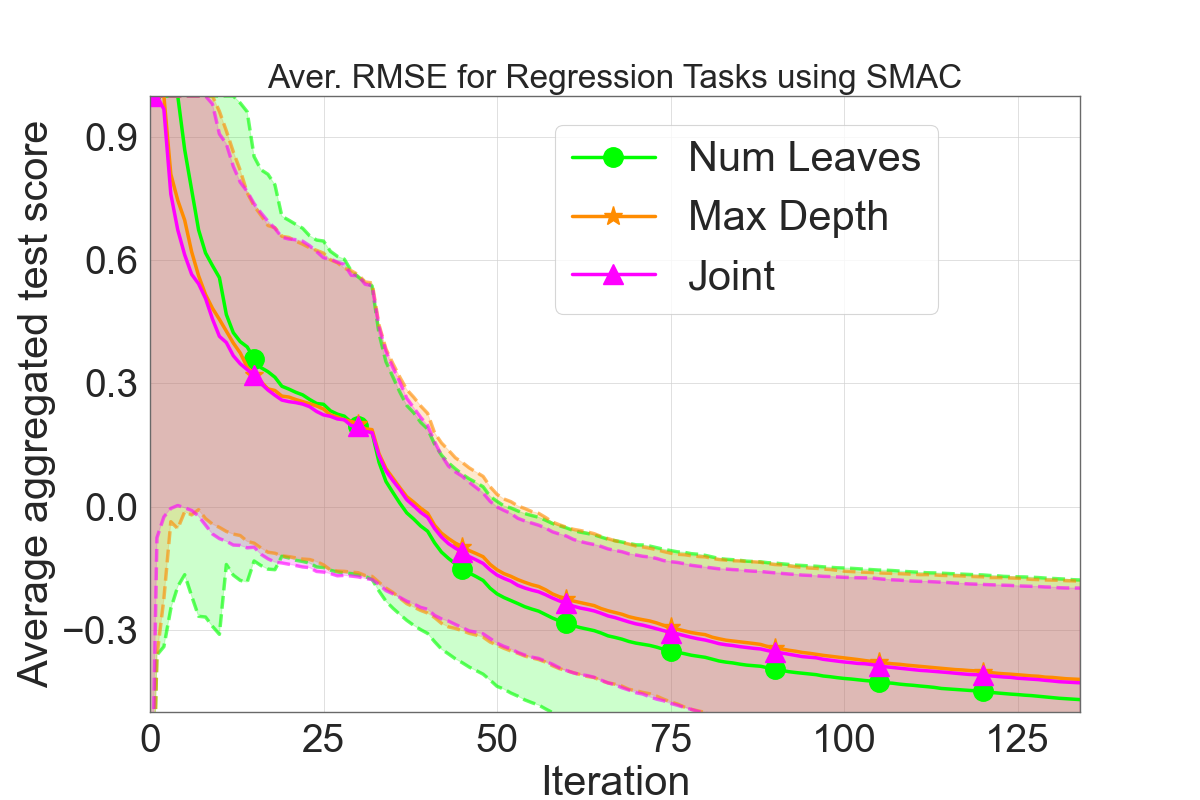 Aver. RMSE for Regression Tasks using SMAC
Average aggregated test score
0.9
0.6
0.3
0.0
−0.3
Num Leaves
Max Depth
Joint
0 25 50 75 100 125
Iteration